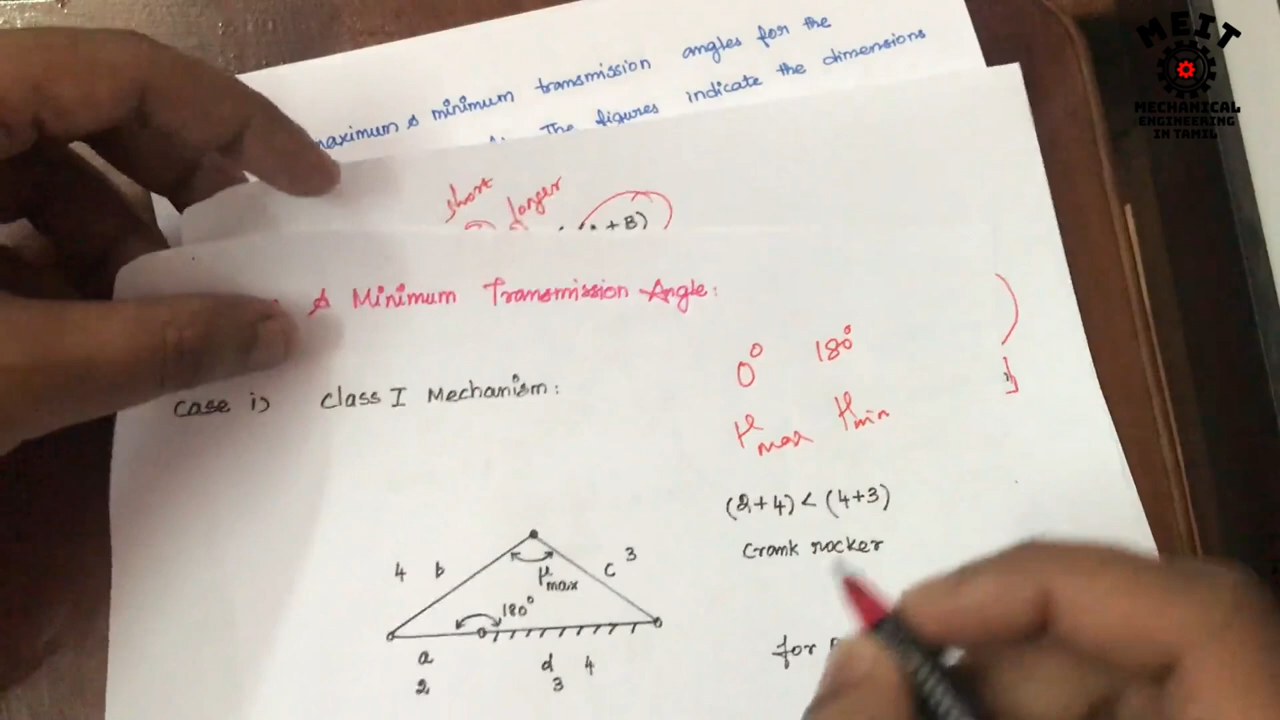 maximum & minimum transmission angles for the
The figures indicate the dimensions
short longer
+ B)
& Minimum Transmission Angle:
0° 180°
case i) class I Mechanism:
μmax μmin
(2+4) < (4+3)
Crank rocker
4 b μmax c 3
180°
for
a d 4
2 3
MEIT
MECHANICAL
ENGINEERING
IN TAMIL